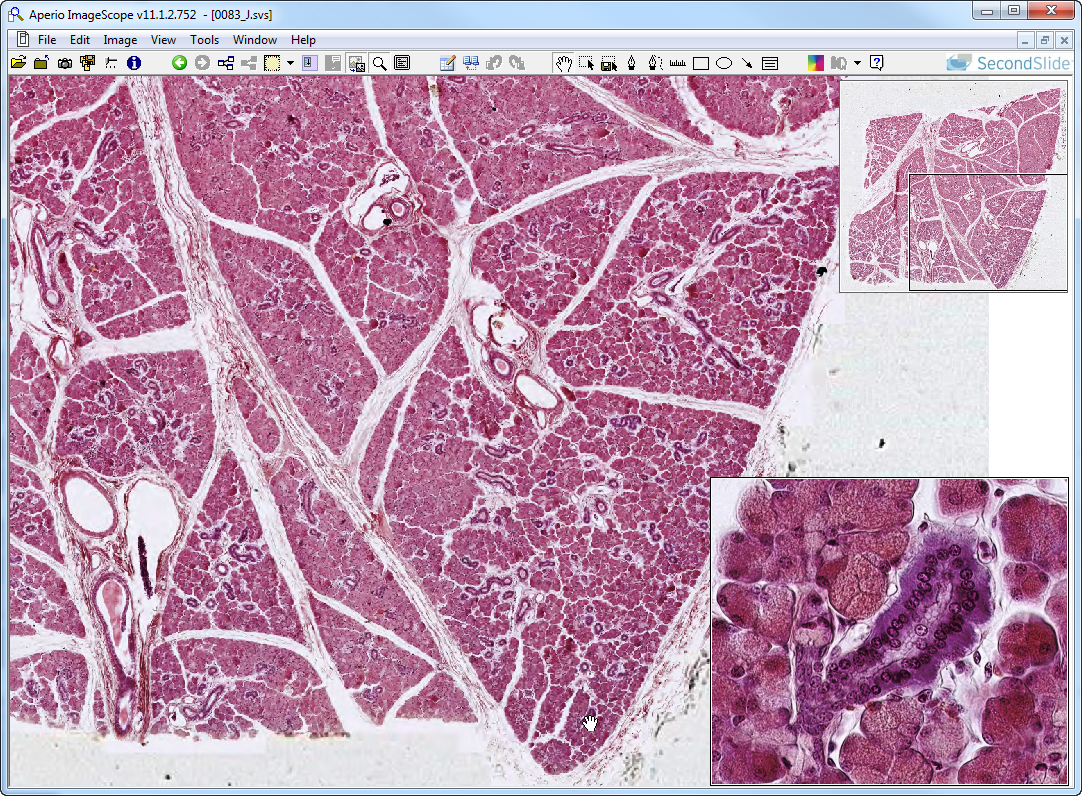 Aperio ImageScope v11.1.2.752 - [0083_J.svs]
File Edit Image View Tools Window Help
SecondSlide